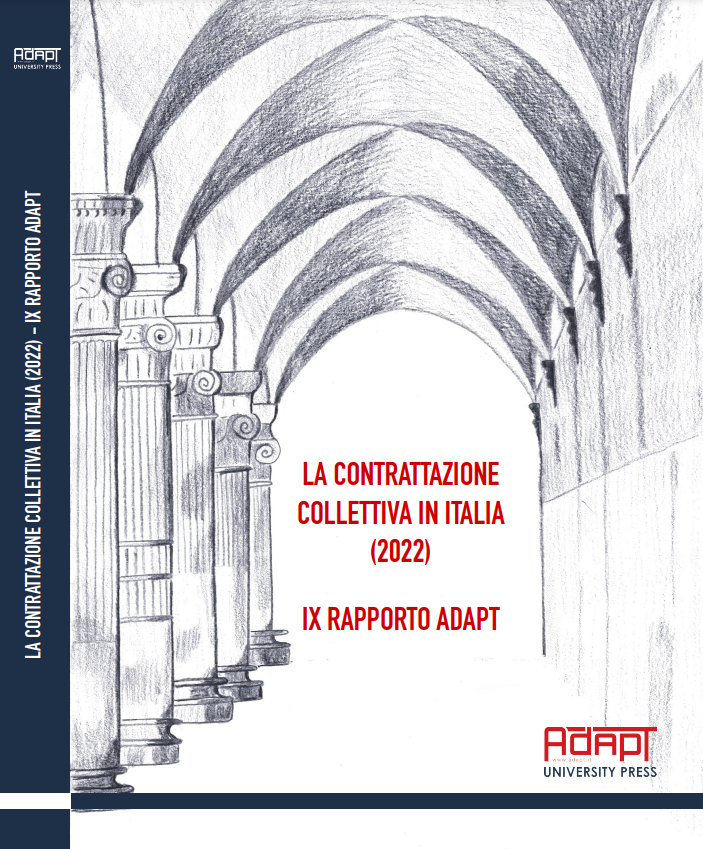 ADAPT
UNIVERSITY PRESS
LA CONTRATTAZIONE COLLETTIVA IN ITALIA (2022) – IX RAPPORTO ADAPT
LA CONTRATTAZIONE
COLLETTIVA IN ITALIA
(2022)
IX RAPPORTO ADAPT
ADAPT
www.adapt.it
UNIVERSITY PRESS